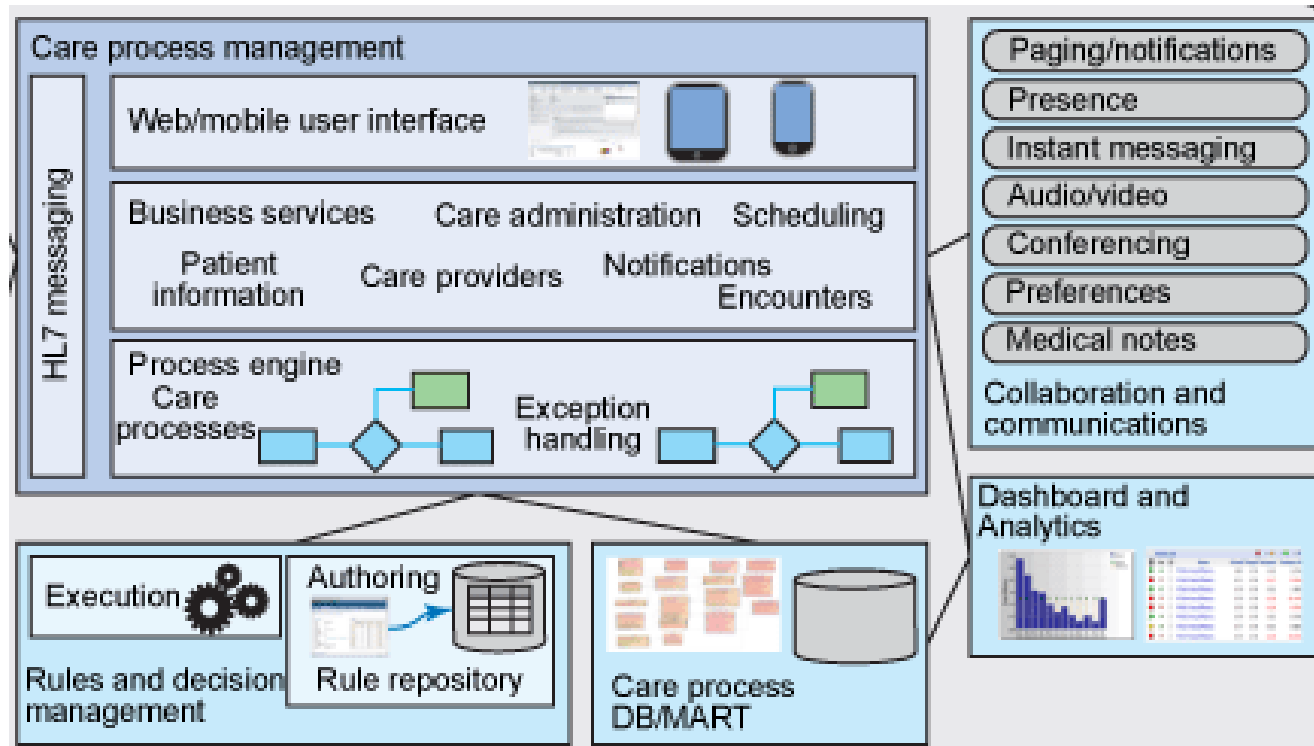 Care process management
HL7 messaging
Web/mobile user interface
Business services
Care administration
Scheduling
Patient
information
Care providers
Notifications
Encounters
Process engine
Care
processes
Exception
handling
Paging/notifications
Presence
Instant messaging
Audio/video
Conferencing
Preferences
Medical notes
Collaboration and
communications
Dashboard and
Analytics
Execution
Authoring
Rule repository
Rules and decision
management
Care process
DB/MART